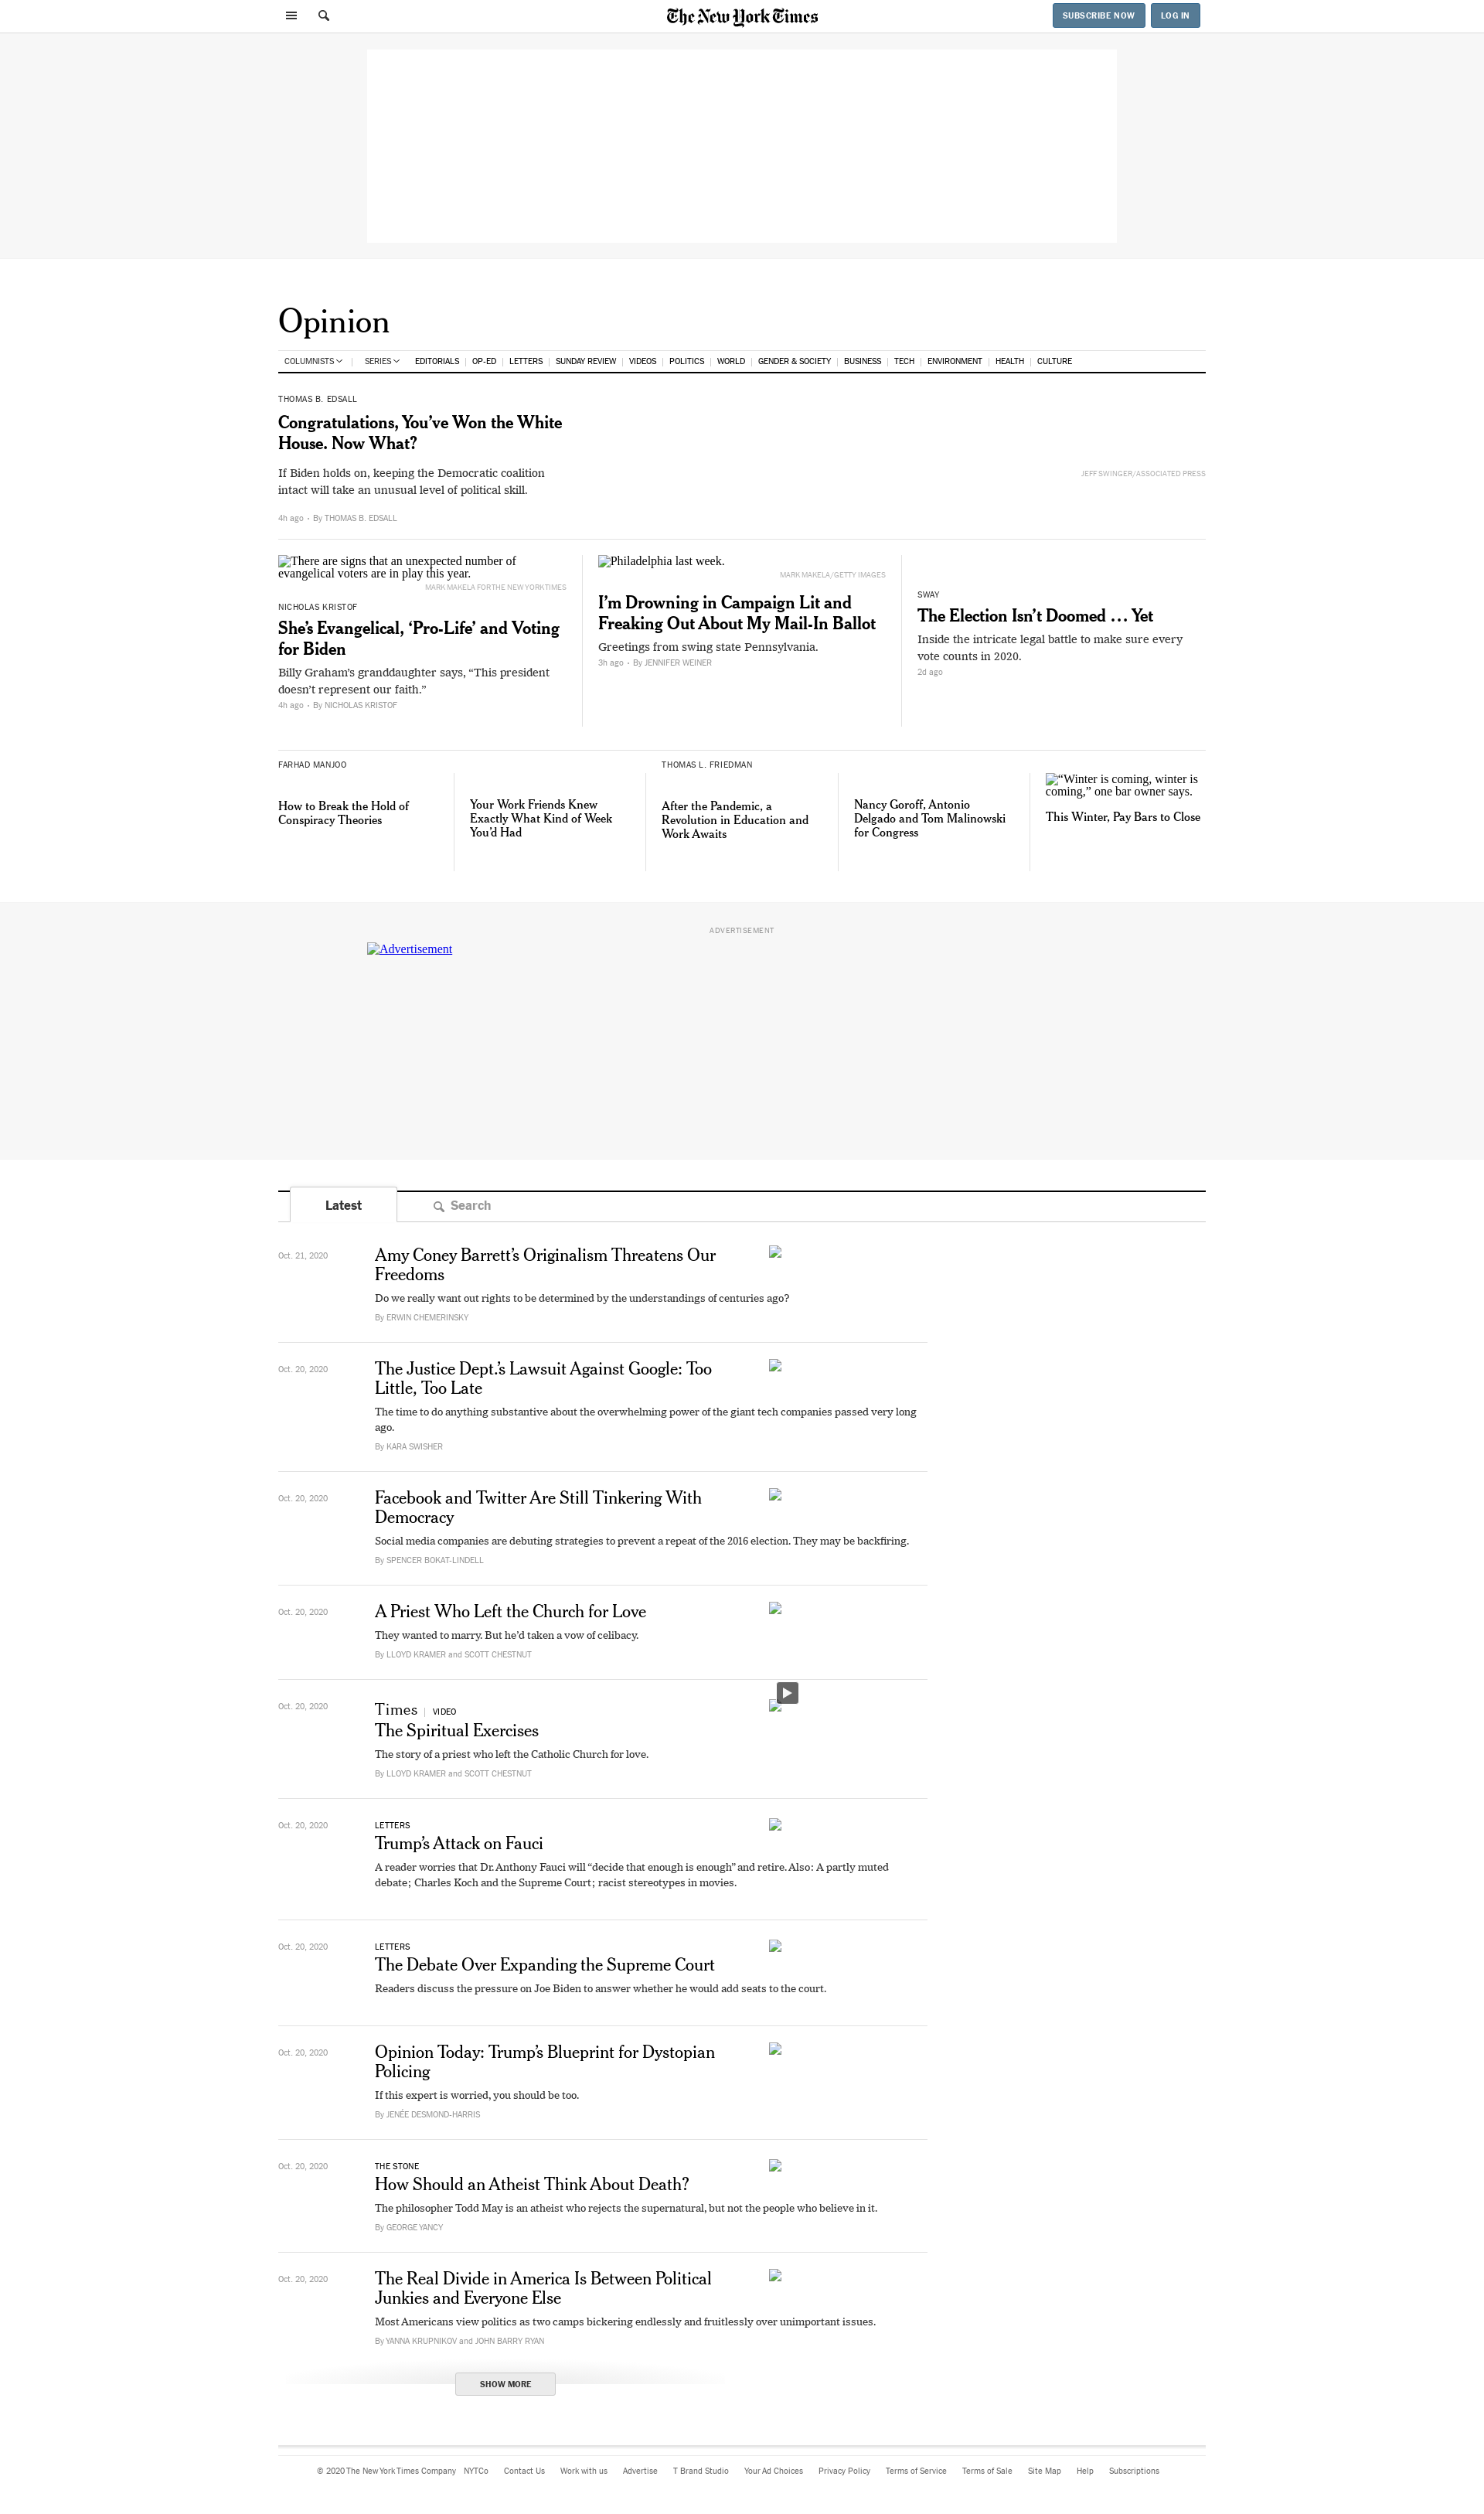 The New York Times
SUBSCRIBE NOW
LOG IN
Opinion
COLUMNISTS
SERIES
EDITORIALS
OP-ED
LETTERS
SUNDAY REVIEW
VIDEOS
POLITICS
WORLD
GENDER & SOCIETY
BUSINESS
TECH
ENVIRONMENT
HEALTH
CULTURE
THOMAS B. EDSALL
Congratulations, You’ve Won the White
House. Now What?
If Biden holds on, keeping the Democratic coalition
intact will take an unusual level of political skill.
4h ago • By THOMAS B. EDSALL
JEFF SWINGER/ASSOCIATED PRESS
There are signs that an unexpected number of
evangelical voters are in play this year.
MARK MAKELA FOR THE NEW YORK TIMES
NICHOLAS KRISTOF
She’s Evangelical, ‘Pro-Life’ and Voting
for Biden
Billy Graham’s granddaughter says, “This president
doesn’t represent our faith.”
4h ago • By NICHOLAS KRISTOF
Philadelphia last week.
MARK MAKELA/GETTY IMAGES
I’m Drowning in Campaign Lit and
Freaking Out About My Mail-In Ballot
Greetings from swing state Pennsylvania.
3h ago • By JENNIFER WEINER
SWAY
The Election Isn’t Doomed … Yet
Inside the intricate legal battle to make sure every
vote counts in 2020.
2d ago
FARHAD MANJOO
How to Break the Hold of
Conspiracy Theories
Your Work Friends Knew
Exactly What Kind of Week
You’d Had
THOMAS L. FRIEDMAN
After the Pandemic, a
Revolution in Education and
Work Awaits
Nancy Goroff, Antonio
Delgado and Tom Malinowski
for Congress
“Winter is coming, winter is
coming,” one bar owner says.
This Winter, Pay Bars to Close
ADVERTISEMENT
Advertisement
Latest
Search
Oct. 21, 2020
Amy Coney Barrett’s Originalism Threatens Our
Freedoms
Do we really want out rights to be determined by the understandings of centuries ago?
By ERWIN CHEMERINSKY
Oct. 20, 2020
The Justice Dept.’s Lawsuit Against Google: Too
Little, Too Late
The time to do anything substantive about the overwhelming power of the giant tech companies passed very long
ago.
By KARA SWISHER
Oct. 20, 2020
Facebook and Twitter Are Still Tinkering With
Democracy
Social media companies are debuting strategies to prevent a repeat of the 2016 election. They may be backfiring.
By SPENCER BOKAT-LINDELL
Oct. 20, 2020
A Priest Who Left the Church for Love
They wanted to marry. But he’d taken a vow of celibacy.
By LLOYD KRAMER and SCOTT CHESTNUT
Oct. 20, 2020
Times | VIDEO
The Spiritual Exercises
The story of a priest who left the Catholic Church for love.
By LLOYD KRAMER and SCOTT CHESTNUT
Oct. 20, 2020
LETTERS
Trump’s Attack on Fauci
A reader worries that Dr. Anthony Fauci will “decide that enough is enough” and retire. Also: A partly muted
debate; Charles Koch and the Supreme Court; racist stereotypes in movies.
Oct. 20, 2020
LETTERS
The Debate Over Expanding the Supreme Court
Readers discuss the pressure on Joe Biden to answer whether he would add seats to the court.
Oct. 20, 2020
Opinion Today: Trump’s Blueprint for Dystopian
Policing
If this expert is worried, you should be too.
By JENÉE DESMOND-HARRIS
Oct. 20, 2020
THE STONE
How Should an Atheist Think About Death?
The philosopher Todd May is an atheist who rejects the supernatural, but not the people who believe in it.
By GEORGE YANCY
Oct. 20, 2020
The Real Divide in America Is Between Political
Junkies and Everyone Else
Most Americans view politics as two camps bickering endlessly and fruitlessly over unimportant issues.
By YANNA KRUPNIKOV and JOHN BARRY RYAN
SHOW MORE
© 2020 The New York Times Company
NYTCo
Contact Us
Work with us
Advertise
T Brand Studio
Your Ad Choices
Privacy Policy
Terms of Service
Terms of Sale
Site Map
Help
Subscriptions